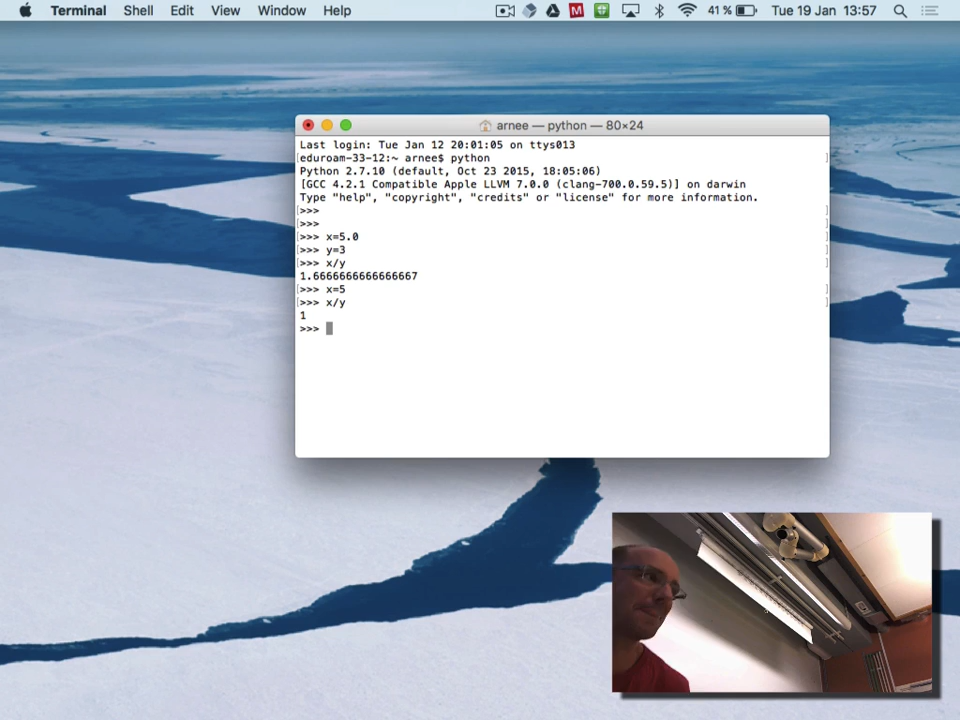 Terminal Shell Edit View Window Help 41 % Tue 19 Jan 13:57
arnee — python — 80×24
Last login: Tue Jan 12 20:01:05 on ttys013
[eduroam-33-12:~ arnee$ python ]
Python 2.7.10 (default, Oct 23 2015, 18:05:06)
[GCC 4.2.1 Compatible Apple LLVM 7.0.0 (clang-700.0.59.5)] on darwin
Type "help", "copyright", "credits" or "license" for more information.
[>>> ]
[>>> ]
[>>> x=5.0 ]
[>>> y=3 ]
[>>> x/y ]
1.6666666666666667
[>>> x=5 ]
[>>> x/y ]
1
>>>